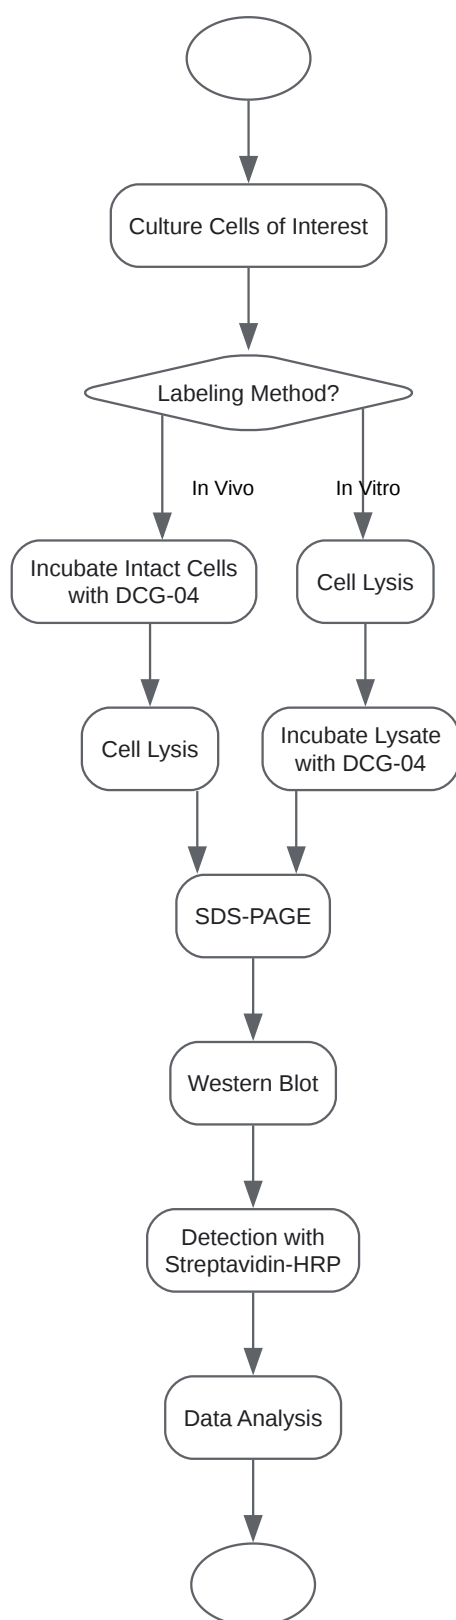 Culture Cells of Interest
Labeling Method?
In Vivo
In Vitro
Incubate Intact Cells
with DCG-04
Cell Lysis
Cell Lysis
Incubate Lysate
with DCG-04
SDS-PAGE
Western Blot
Detection with
Streptavidin-HRP
Data Analysis